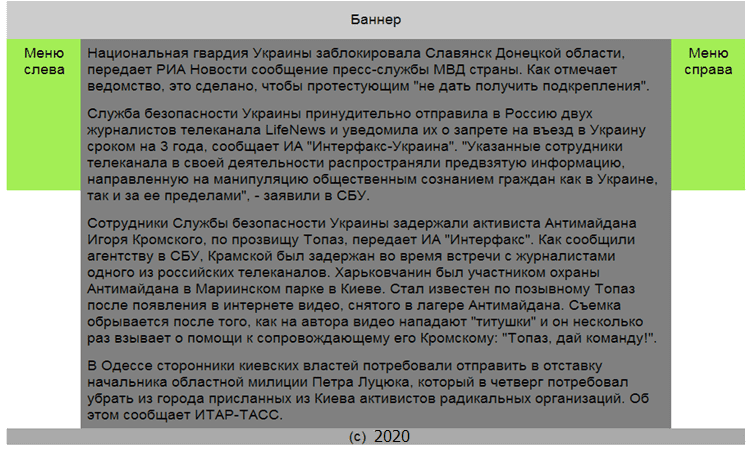 Баннер
Меню
слева
Национальная гвардия Украины заблокировала Славянск Донецкой области,
передает РИА Новости сообщение пресс-службы МВД страны. Как отмечает
ведомство, это сделано, чтобы протестующим "не дать получить подкрепления".
Служба безопасности Украины принудительно отправила в Россию двух
журналистов телеканала LifeNews и уведомила их о запрете на въезд в Украину
сроком на 3 года, сообщает ИА "Интерфакс-Украина". "Указанные сотрудники
телеканала в своей деятельности распространяли предвзятую информацию,
направленную на манипуляцию общественным сознанием граждан как в Украине,
так и за ее пределами", - заявили в СБУ.
Сотрудники Службы безопасности Украины задержали активиста Антимайдана
Игоря Кромского, по прозвищу Топаз, передает ИА "Интерфакс". Как сообщили
агентству в СБУ, Крамской был задержан во время встречи с журналистами
одного из российских телеканалов. Харьковчанин был участником охраны
Антимайдана в Мариинском парке в Киеве. Стал известен по позывному Топаз
после появления в интернете видео, снятого в лагере Антимайдана. Съемка
обрывается после того, как на автора видео нападают "титушки" и он несколько
раз взывает о помощи к сопровождающему его Кромскому: "Топаз, дай команду!".
В Одессе сторонники киевских властей потребовали отправить в отставку
начальника областной милиции Петра Луцюка, который в четверг потребовал
убрать из города присланных из Киева активистов радикальных организаций. Об
этом сообщает ИТАР-ТАСС.
Меню
справа
(c) 2020